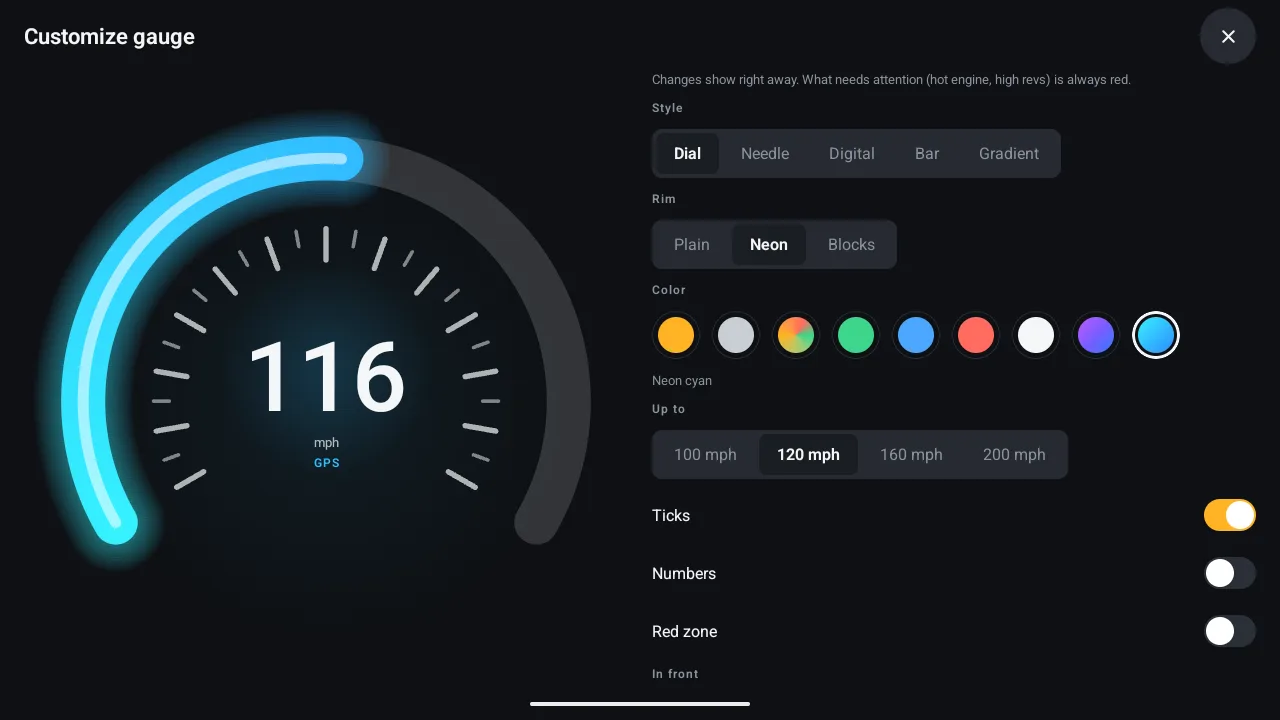 Customize gauge
Changes show right away. What needs attention (hot engine, high revs) is always red.
Style
Dial Needle Digital Bar Gradient
Rim
Plain Neon Blocks
Color
Neon cyan
Up to
100 mph 120 mph 160 mph 200 mph
Ticks
Numbers
Red zone
In front
116
mph
GPS